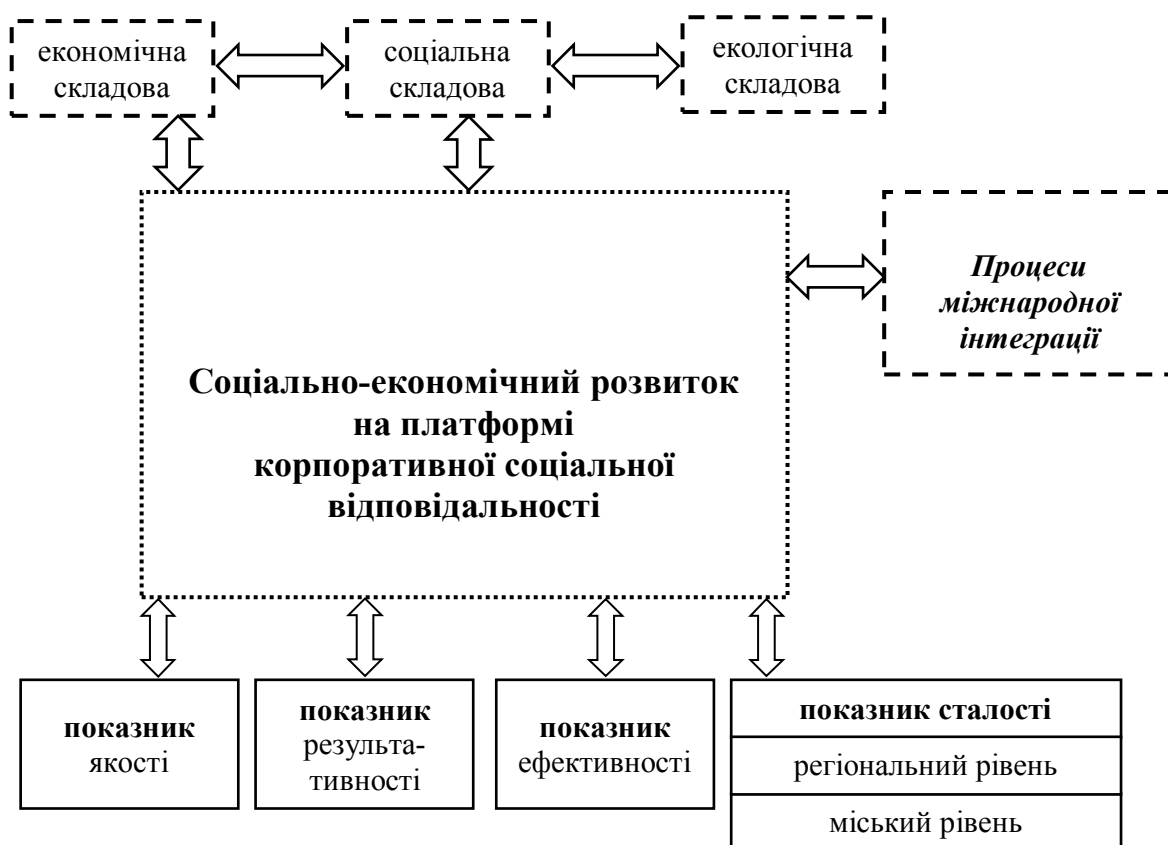 економічна
складова
соціальна
складова
екологічна
складова
Процеси
міжнародної
інтеграції
Соціально-економічний розвиток
на платформі
корпоративної соціальної
відповідальності
показник
якості
показник
результа-
тивності
показник
ефективності
показник сталості
регіональний рівень
міський рівень